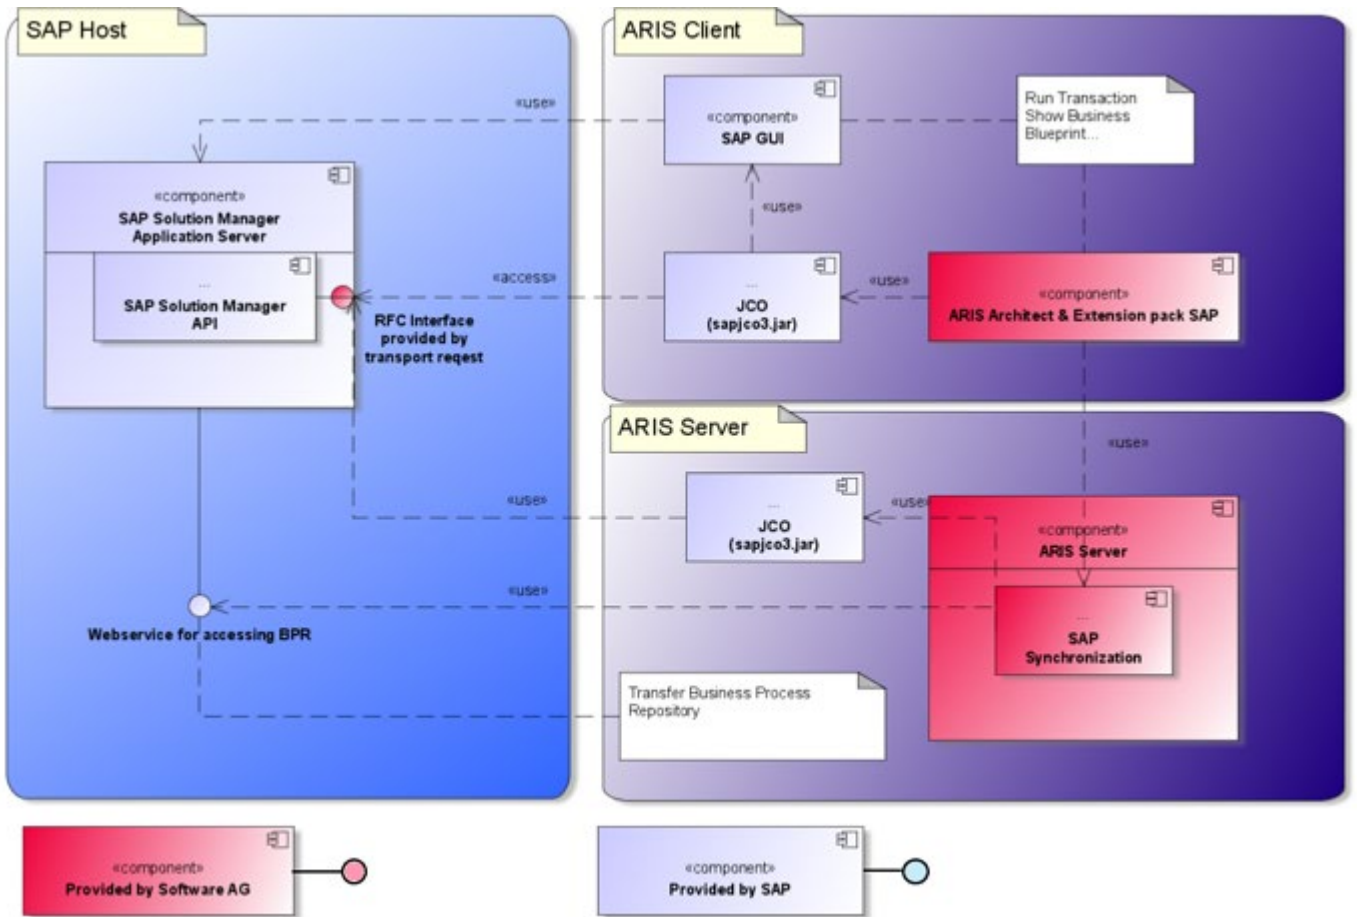 SAP Host
«use»
«component»
SAP Solution Manager
Application Server
...
SAP Solution Manager
API
«access»
RFC Interface
provided by
transport reqest
«use»
«use»
Webservice for accessing BPR
ARIS Client
«component»
SAP GUI
Run Transaction
Show Business
Blueprint...
«use»
...
JCO
(sapjco3.jar)
«use»
«component»
ARIS Architect & Extension pack SAP
ARIS Server
«use»
...
JCO
(sapjco3.jar)
«use»
«component»
ARIS Server
...
SAP
Synchronization
Transfer Business Process
Repository
«component»
Provided by Software AG
«component»
Provided by SAP